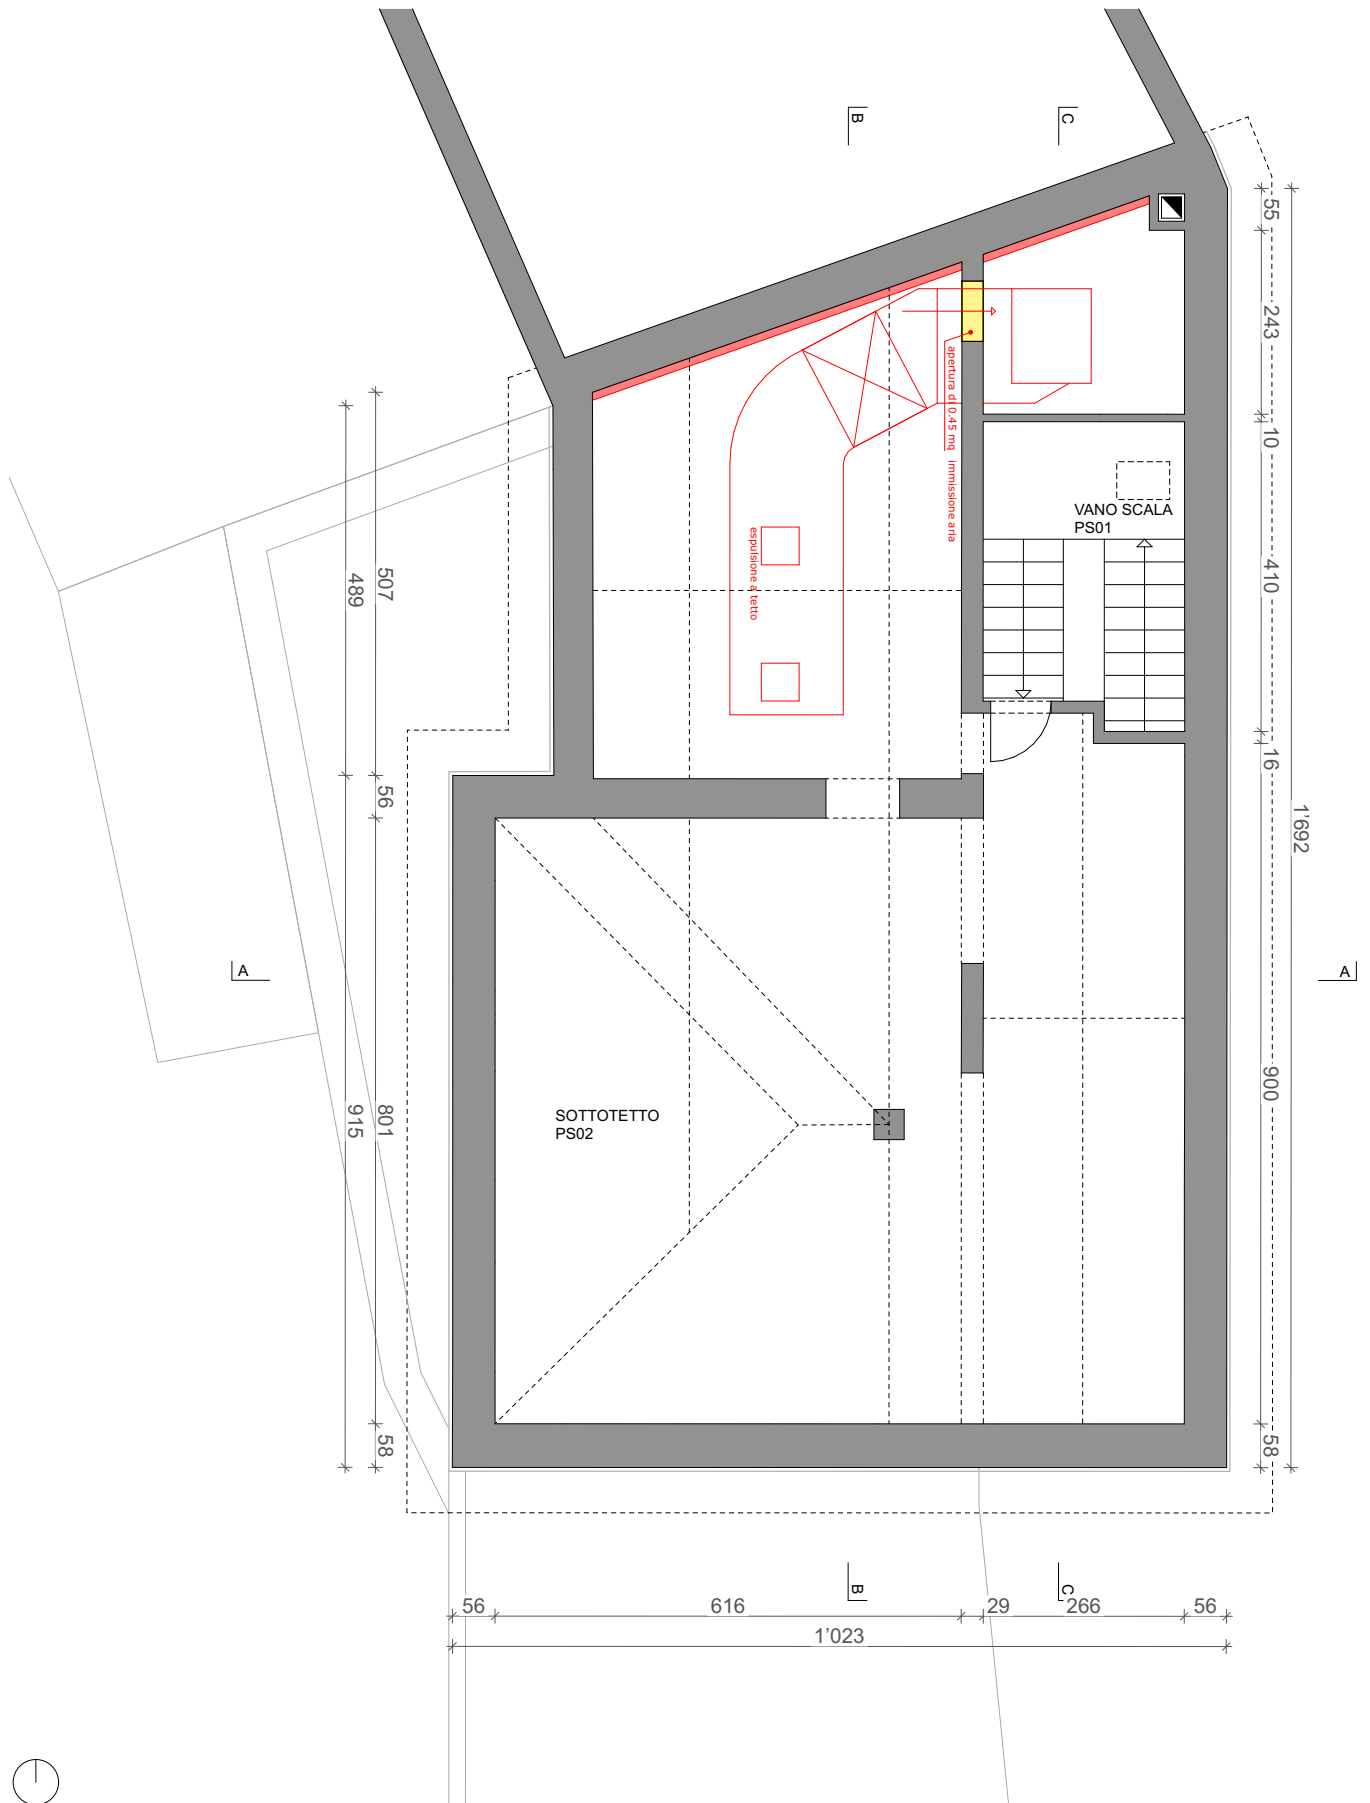 B
C
55
243
apertura di 0.45 mq   immissione aria
10
VANO SCALA
PS01
espulsione a tetto
410
507
489
16
56
1'692
A
A
900
801
915
SOTTOTETTO
PS02
58
58
B
C
56
616
29
266
56
1'023